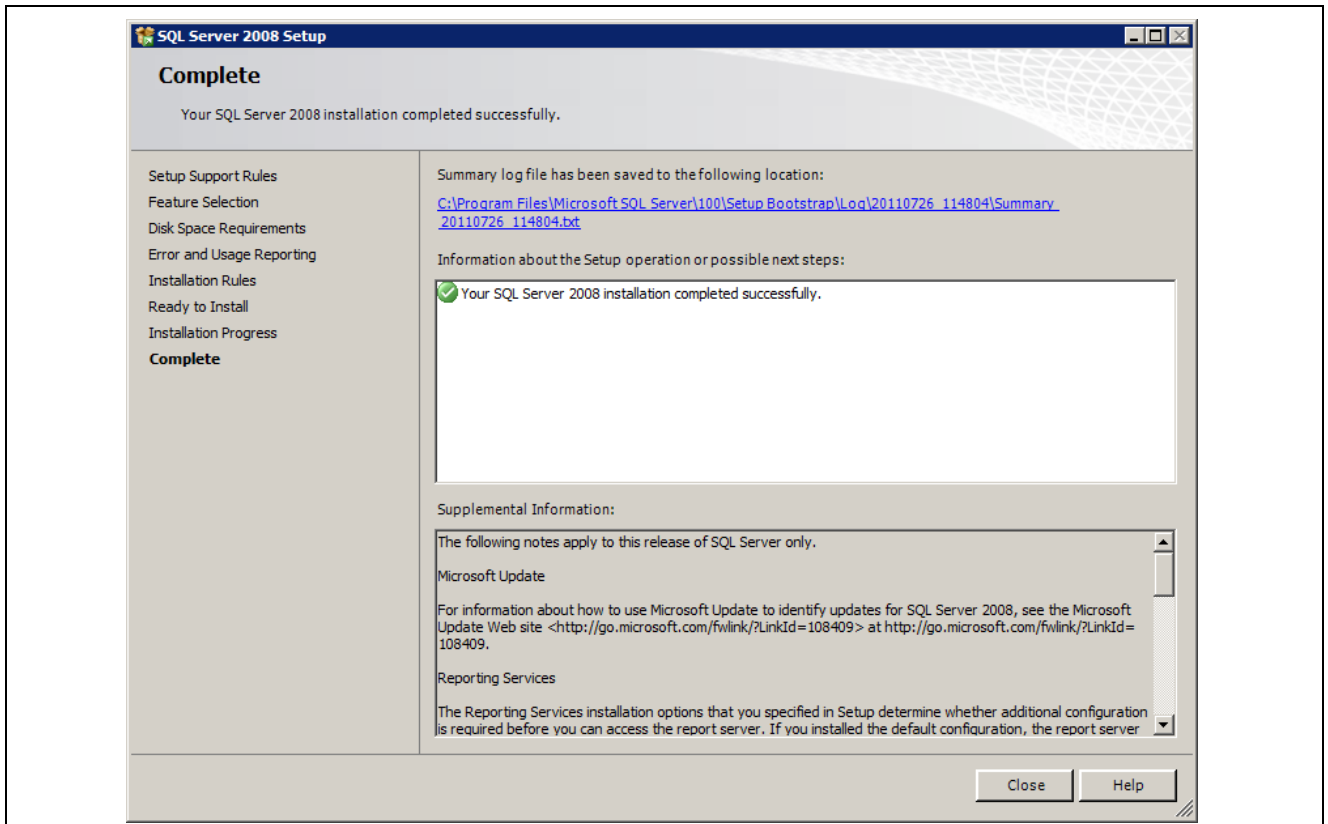 SQL Server 2008 Setup
Complete
Your SQL Server 2008 installation completed successfully.
Setup Support Rules
Feature Selection
Disk Space Requirements
Error and Usage Reporting
Installation Rules
Ready to Install
Installation Progress
Complete
Summary log file has been saved to the following location:
C:\Program Files\Microsoft SQL Server\100\Setup Bootstrap\Log\20110726_114804\Summary_
20110726_114804.txt
Information about the Setup operation or possible next steps:
Your SQL Server 2008 installation completed successfully.
Supplemental Information:
The following notes apply to this release of SQL Server only.
Microsoft Update
For information about how to use Microsoft Update to identify updates for SQL Server 2008, see the Microsoft
Update Web site <http://go.microsoft.com/fwlink/?LinkId=108409> at http://go.microsoft.com/fwlink/?LinkId=
108409.
Reporting Services
The Reporting Services installation options that you specified in Setup determine whether additional configuration
is required before you can access the report server. If you installed the default configuration, the report server
Close
Help